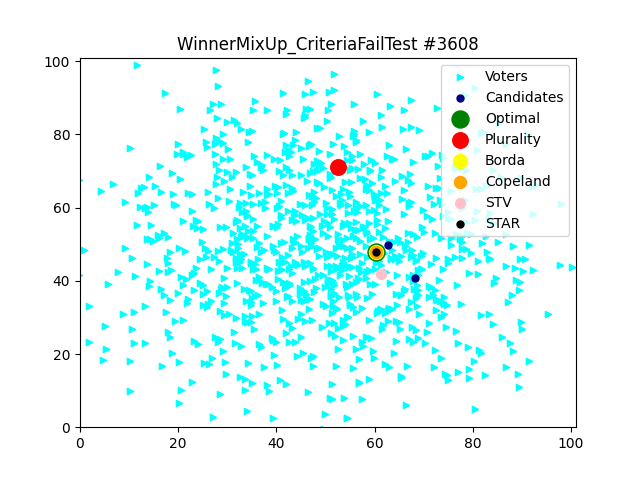 WinnerMixUp_CriteriaFailTest #3608
100
80
60
40
20
0
0
20
40
60
80
100
Voters
Candidates
Optimal
Plurality
Borda
Copeland
STV
STAR